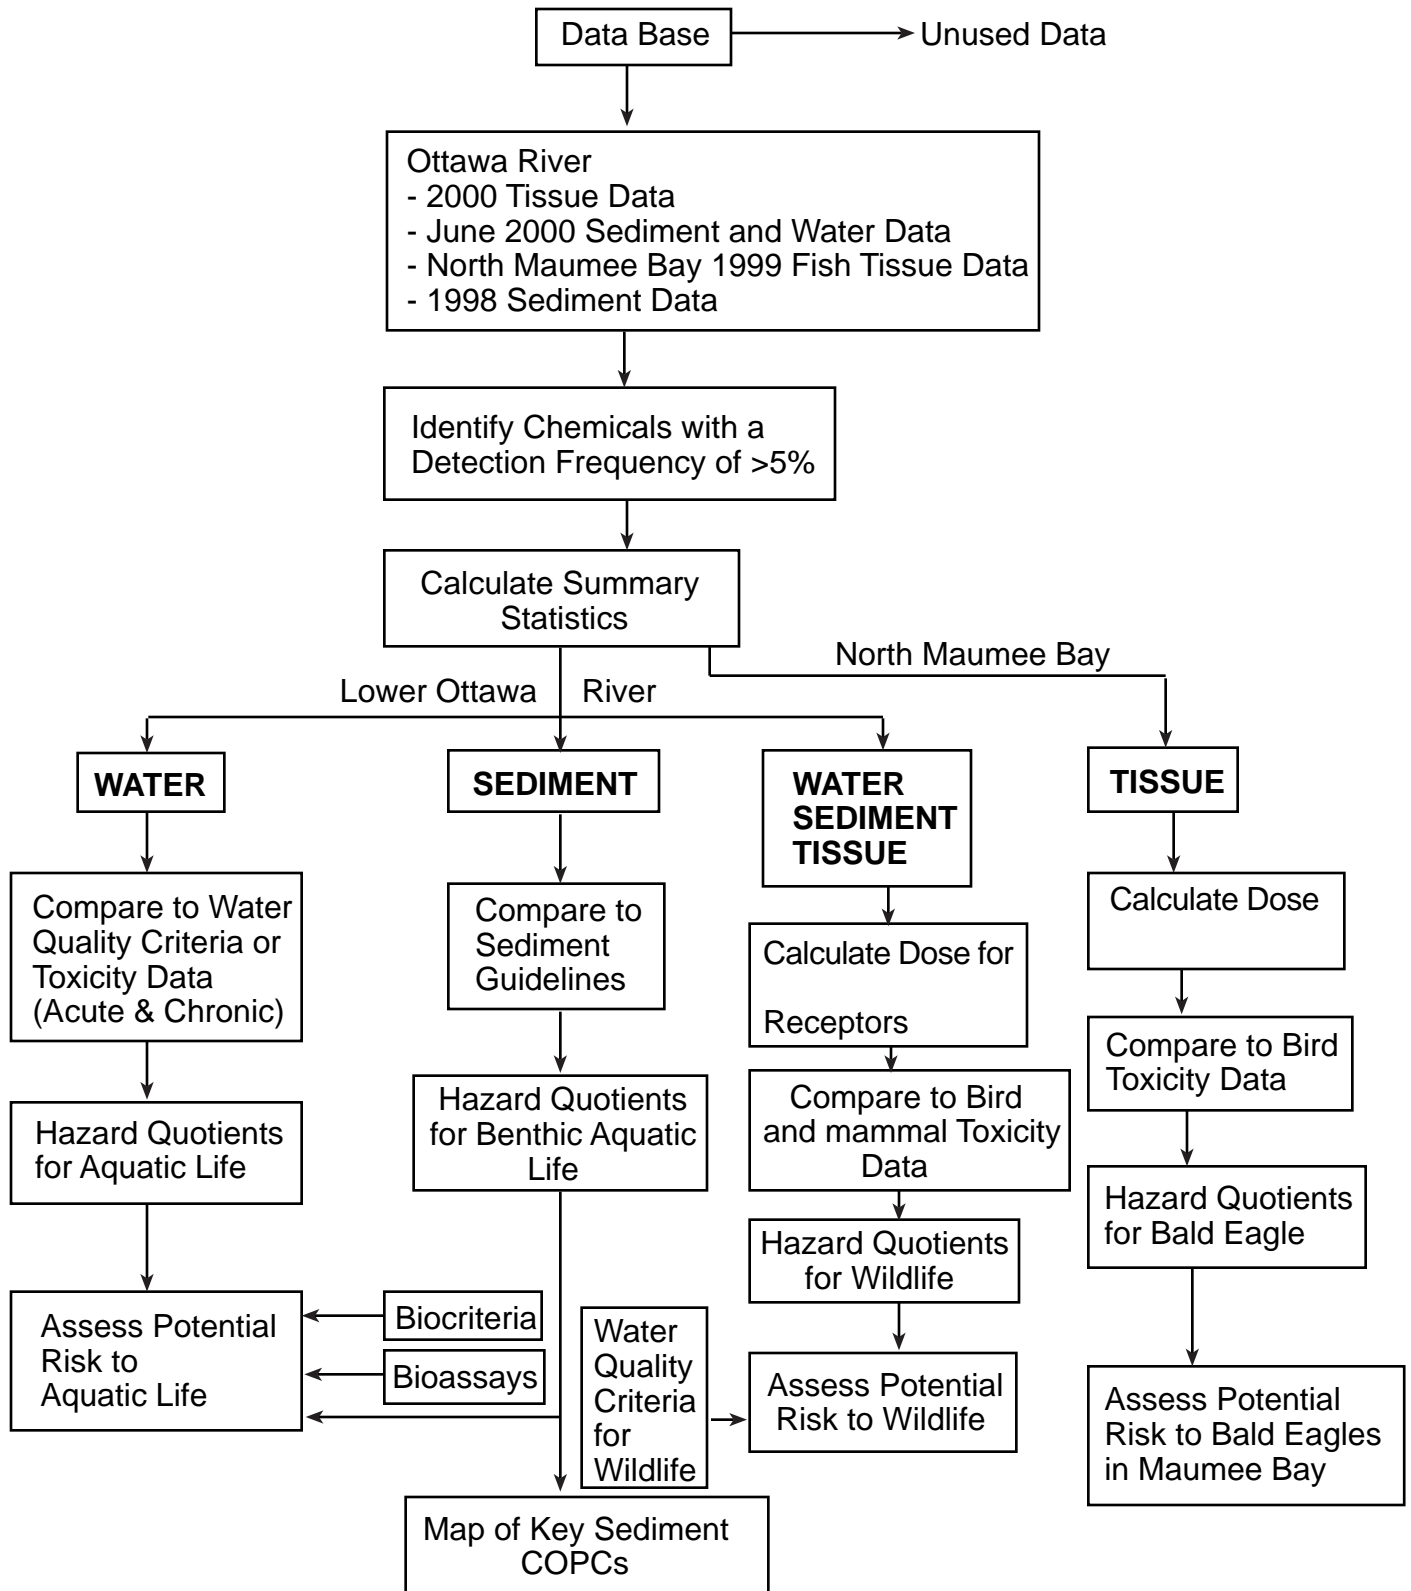 Data Base
Unused Data
Ottawa River
- 2000 Tissue Data
- June 2000 Sediment and Water Data
- North Maumee Bay 1999 Fish Tissue Data
- 1998 Sediment Data
Identify Chemicals with a
Detection Frequency of >5%
Calculate Summary
Statistics
North Maumee Bay
Lower Ottawa River
WATER
Compare to Water
Quality Criteria or
Toxicity Data
(Acute & Chronic)
Hazard Quotients
for Aquatic Life
Assess Potential
Risk to
Aquatic Life
Biocriteria
Bioassays
SEDIMENT
Compare to
Sediment
Guidelines
Hazard Quotients
for Benthic Aquatic
Life
Map of Key Sediment
COPCs
WATER
SEDIMENT
TISSUE
Calculate Dose for
Receptors
Compare to Bird
and mammal Toxicity
Data
Hazard Quotients
for Wildlife
Water
Quality
Criteria
for
Wildlife
Assess Potential
Risk to Wildlife
TISSUE
Calculate Dose
Compare to Bird
Toxicity Data
Hazard Quotients
for Bald Eagle
Assess Potential
Risk to Bald Eagles
in Maumee Bay